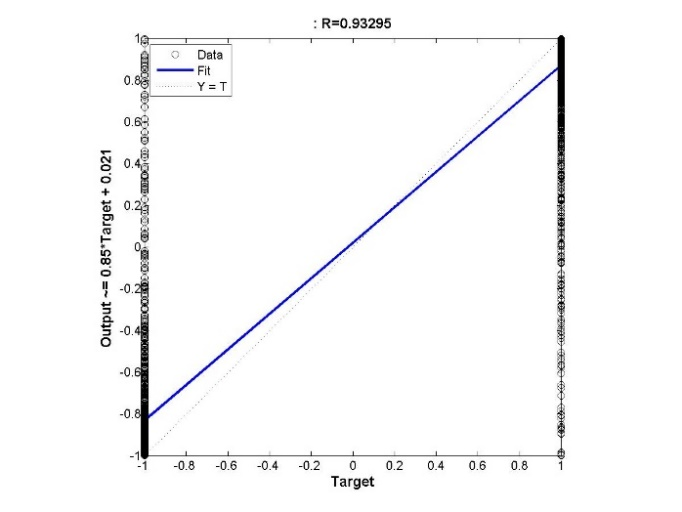 : R=0.93295
Data
Fit
Y = T
1
0.8
0.6
0.4
0.2
0
-0.2
-0.4
-0.6
-0.8
-1
Output ~= 0.85*Target + 0.021
-1 -0.8 -0.6 -0.4 -0.2 0 0.2 0.4 0.6 0.8 1
Target